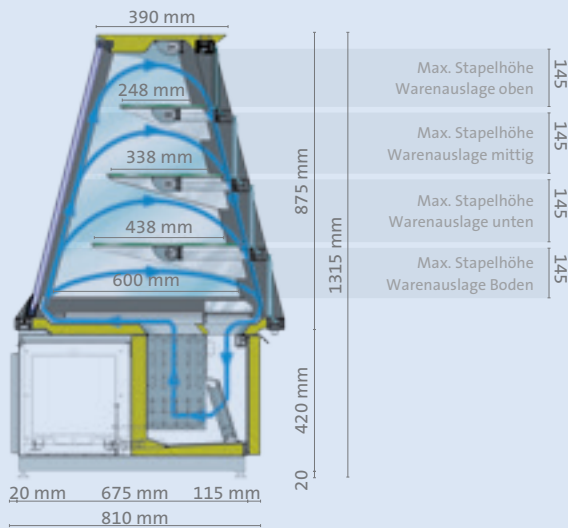 390 mm
248 mm
338 mm
438 mm
600 mm
Max. Stapelhöhe
Warenauslage oben
145
Max. Stapelhöhe
Warenauslage mittig
145
Max. Stapelhöhe
Warenauslage unten
145
Max. Stapelhöhe
Warenauslage Boden
145
875 mm
1315 mm
420 mm
20
20 mm 675 mm 115 mm
810 mm